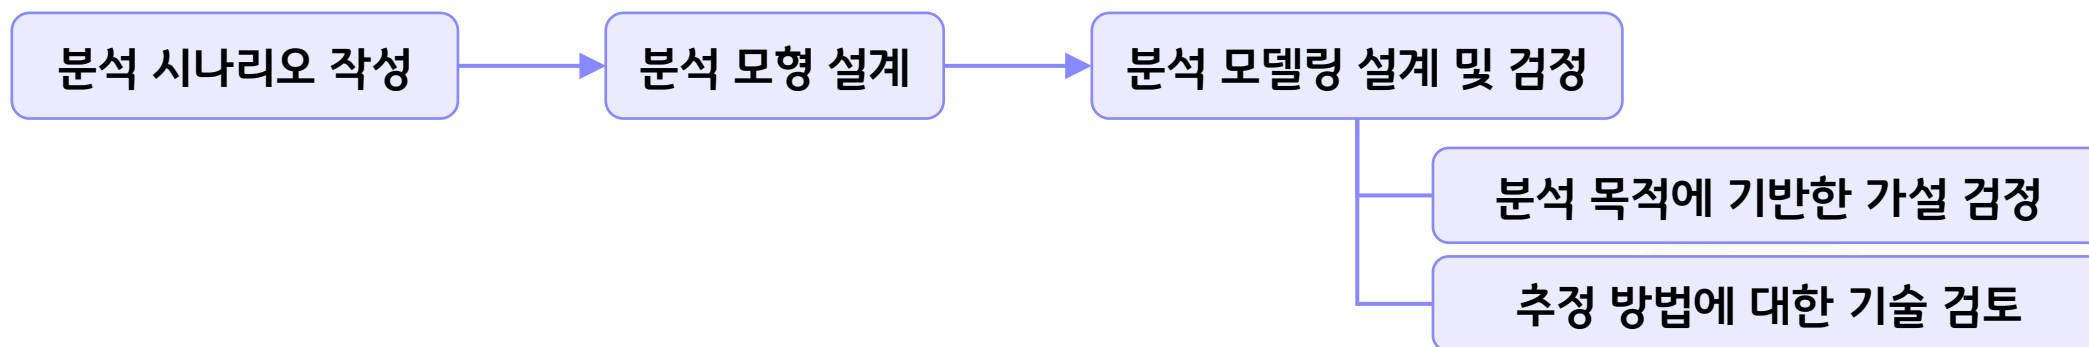 분석 시나리오 작성
분석 모형 설계
분석 모델링 설계 및 검정
분석 목적에 기반한 가설 검정
추정 방법에 대한 기술 검토